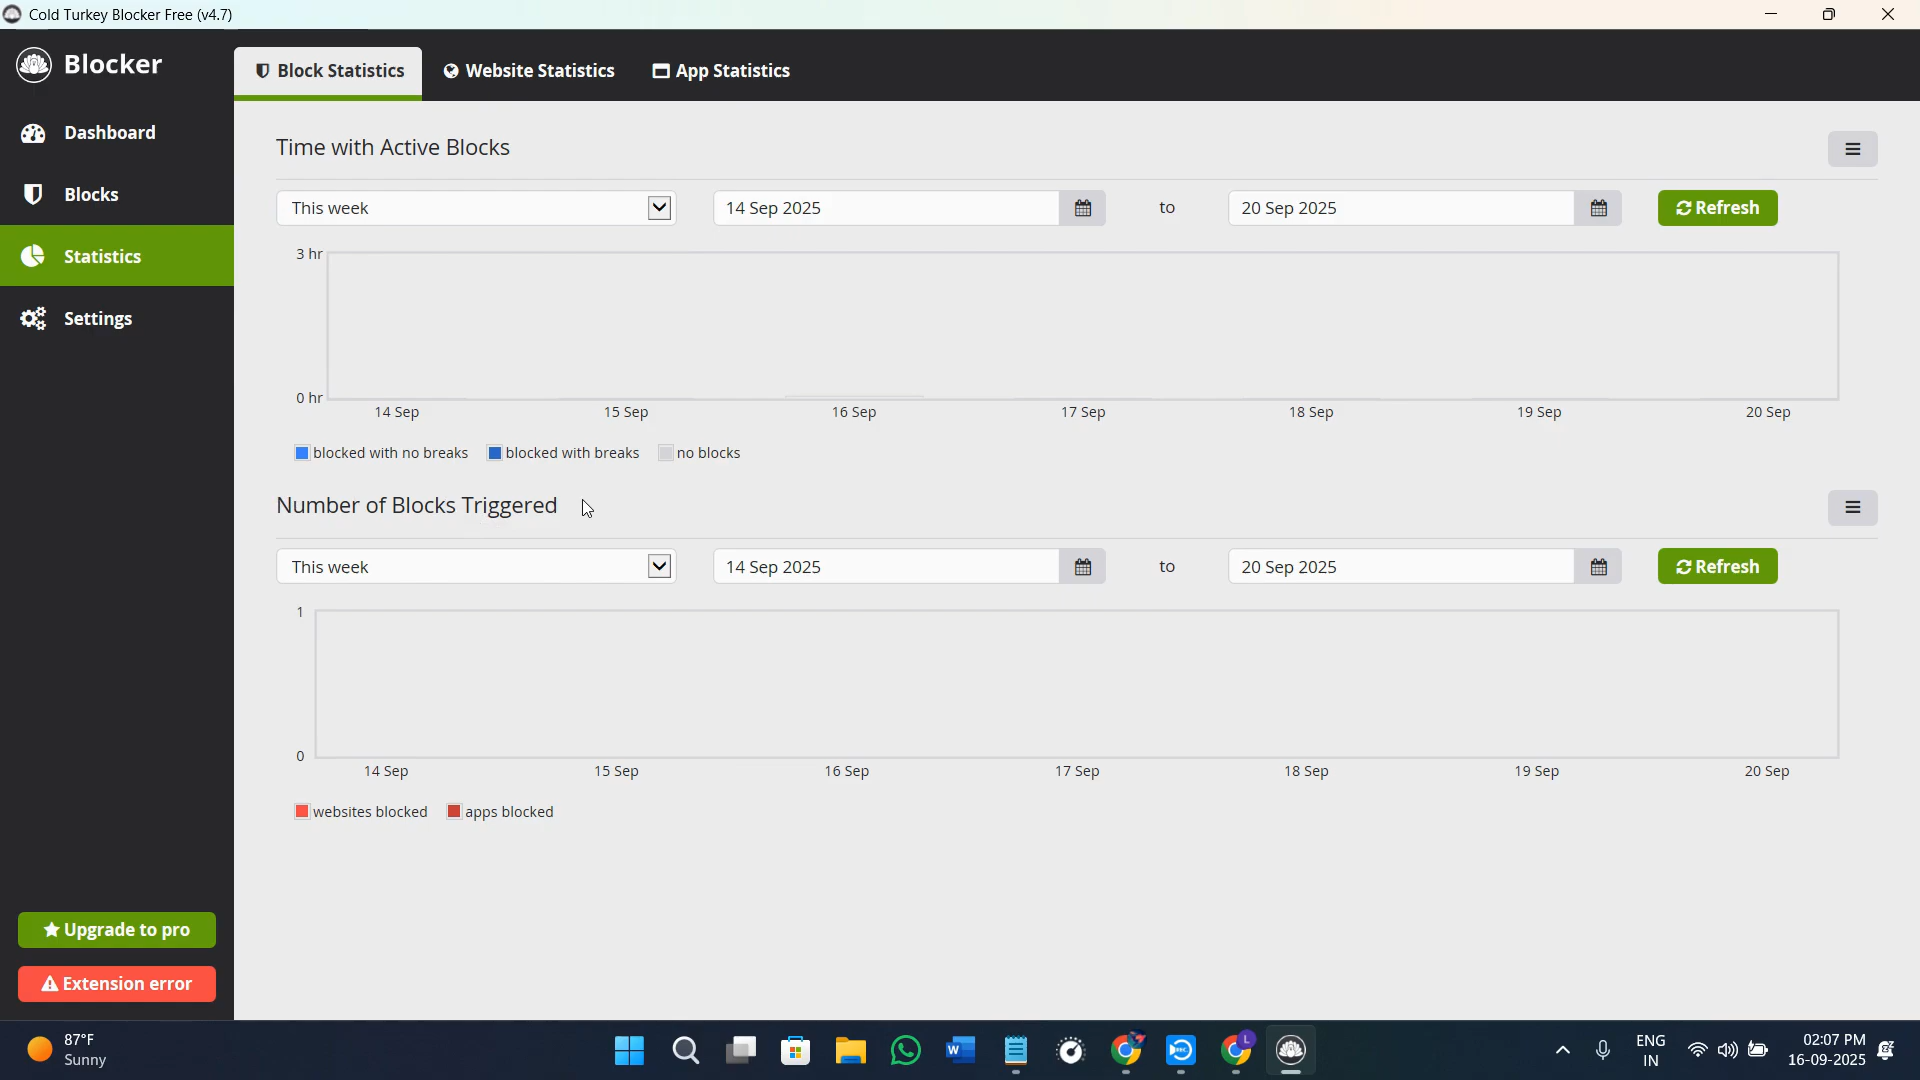 Cold Turkey Blocker Free (v4.7)
Blocker
Dashboard
Blocks
Statistics
Settings
Upgrade to pro
Extension error
Block Statistics
Website Statistics
App Statistics
Time with Active Blocks
This week
14 Sep 2025
to
20 Sep 2025
Refresh
3 hr
0 hr
14 Sep
15 Sep
16 Sep
17 Sep
18 Sep
19 Sep
20 Sep
blocked with no breaks
blocked with breaks
no blocks
Number of Blocks Triggered
This week
14 Sep 2025
to
20 Sep 2025
Refresh
1
0
14 Sep
15 Sep
16 Sep
17 Sep
18 Sep
19 Sep
20 Sep
websites blocked
apps blocked
87°F
Sunny
W
L
ENG
IN
02:07 PM
16-09-2025